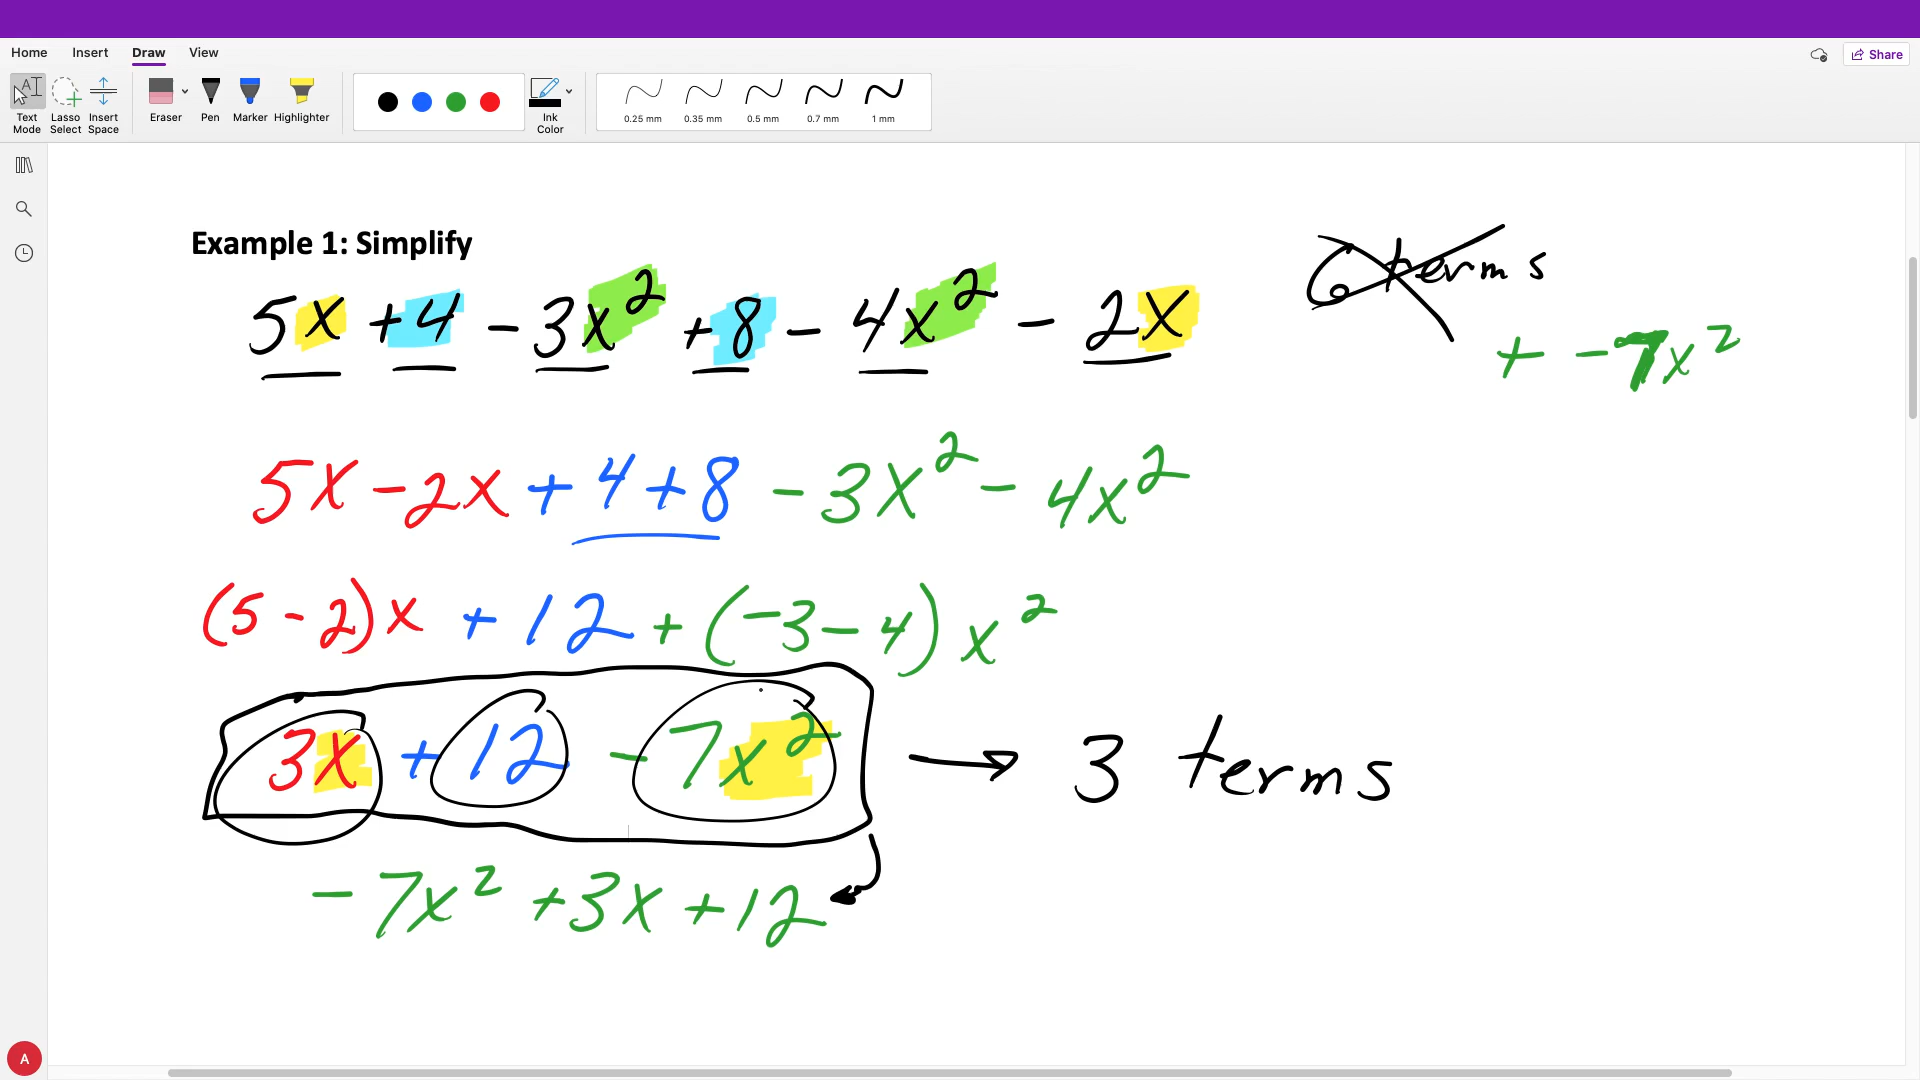 Home Insert Draw View
Share
Text Mode
Lasso Select
Insert Space
Eraser
Pen
Marker
Highlighter
Ink Color
0.25 mm
0.35 mm
0.5 mm
0.7 mm
1 mm
Example 1: Simplify
5x + 4 - 3x² + 8 - 4x² - 2x
6 terms
+ -7x²
5x - 2x + 4 + 8 - 3x² - 4x²
(5 - 2)x + 12 + (-3 - 4)x²
3x + 12 - 7x² → 3 terms
-7x² + 3x + 12
A